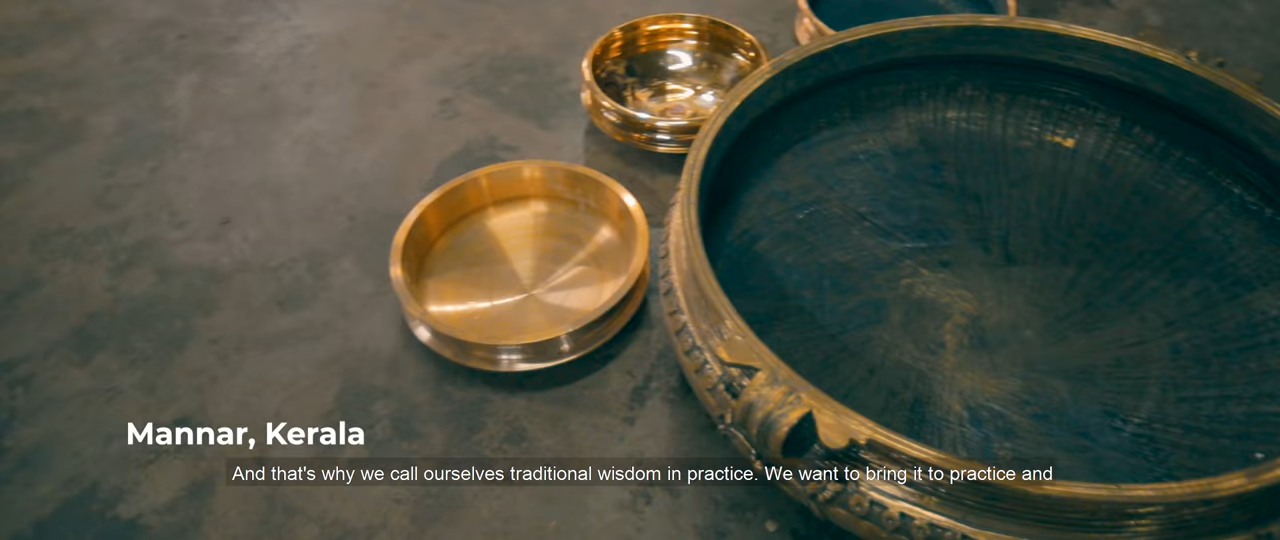 Mannar, Kerala
And that's why we call ourselves traditional wisdom in practice. We want to bring it to practice and